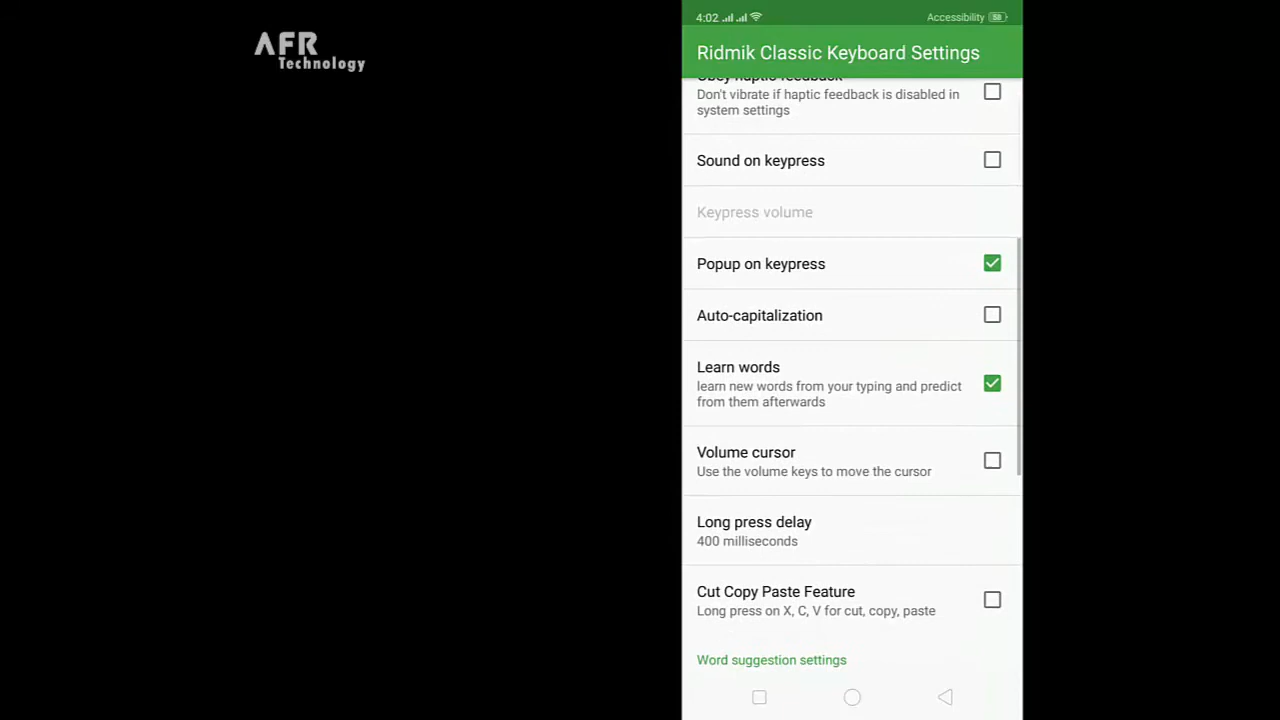 AFR
Technology
4:02
Accessibility 58
Ridmik Classic Keyboard Settings
Obey haptic feedback
Don't vibrate if haptic feedback is disabled in
system settings
Sound on keypress
Keypress volume
Popup on keypress
Auto-capitalization
Learn words
learn new words from your typing and predict
from them afterwards
Volume cursor
Use the volume keys to move the cursor
Long press delay
400 milliseconds
Cut Copy Paste Feature
Long press on X, C, V for cut, copy, paste
Word suggestion settings